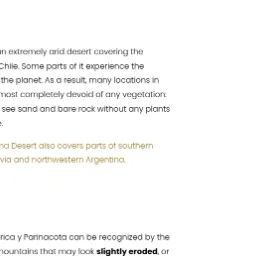 an extremely arid desert covering the
Chile. Some parts of it experience the
the planet. As a result, many locations in
most completely devoid of any vegetation:
see sand and bare rock without any plants
ma Desert also covers parts of southern
via and northwestern Argentina.
rica y Parinacota can be recognized by the
mountains that may look slightly eroded, or